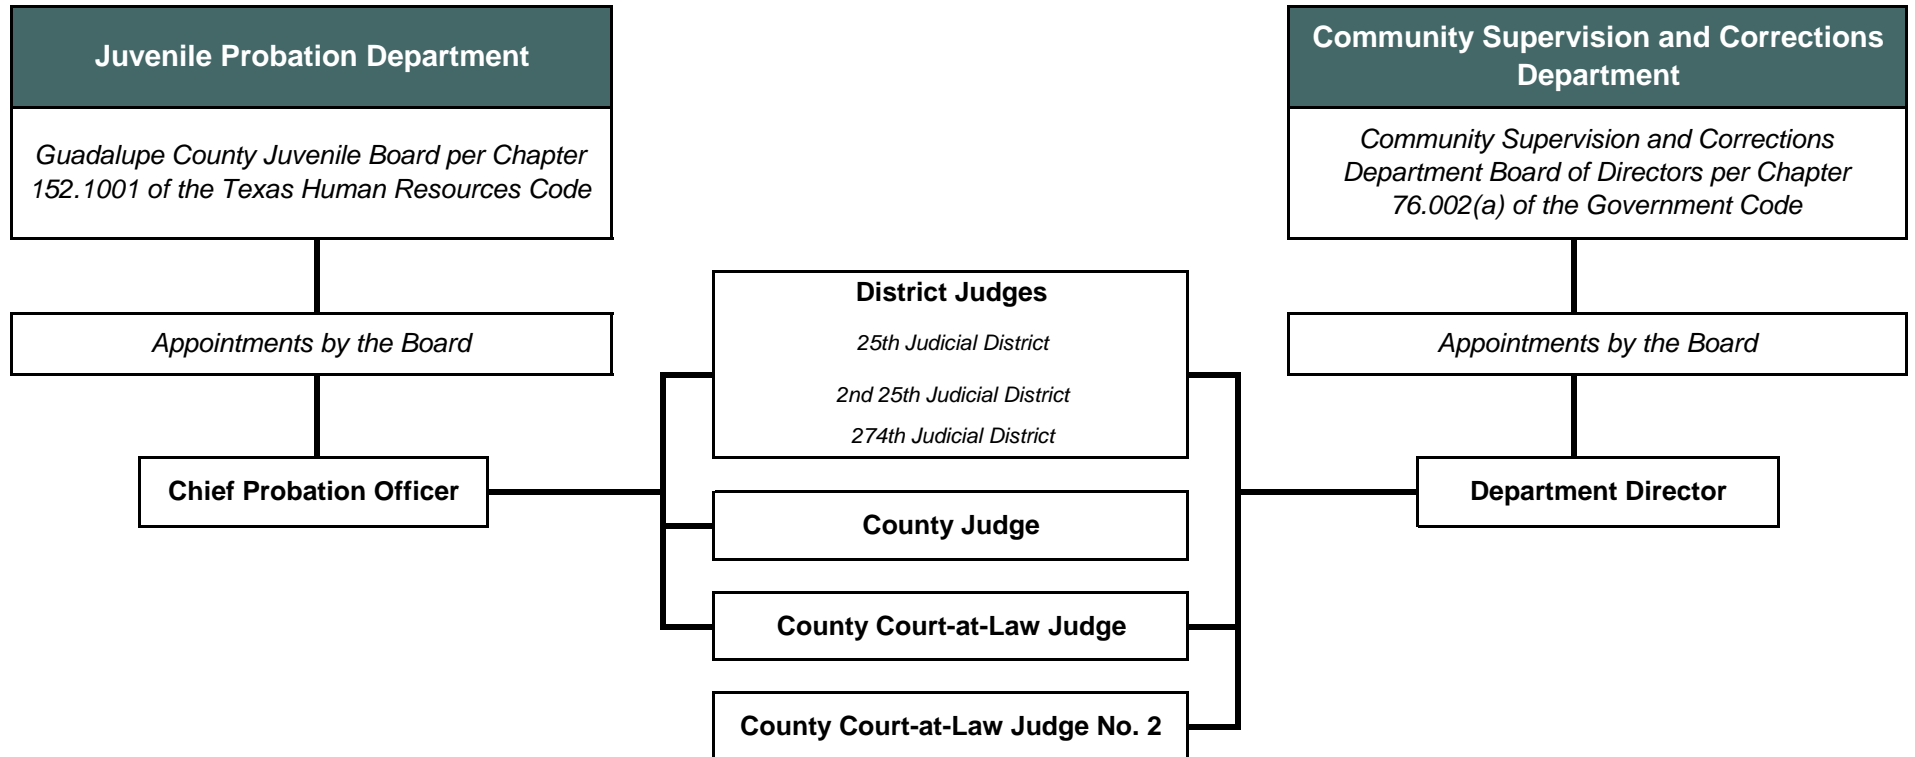 Juvenile Probation Department
Guadalupe County Juvenile Board per Chapter
152.1001 of the Texas Human Resources Code
Appointments by the Board
Chief Probation Officer
District Judges
25th Judicial District
2nd 25th Judicial District
274th Judicial District
County Judge
County Court-at-Law Judge
County Court-at-Law Judge No. 2
Community Supervision and Corrections
Department
Community Supervision and Corrections
Department Board of Directors per Chapter
76.002(a) of the Government Code
Appointments by the Board
Department Director